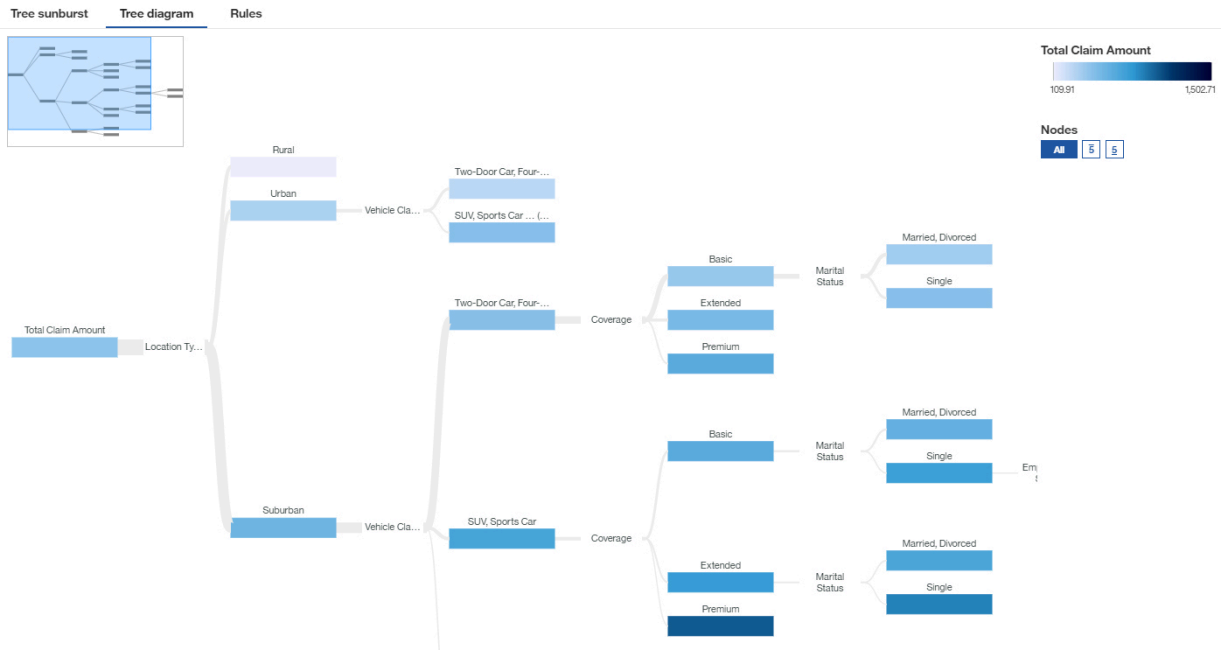 Tree sunburst
Tree diagram
Rules
Total Claim Amount
109.91
1,502.71
Nodes
All
5
5
Rural
Urban
Vehicle Cla...
Two-Door Car, Four-...
SUV, Sports Car ... (...
Total Claim Amount
Location Ty...
Suburban
Vehicle Cla...
Two-Door Car, Four-...
Coverage
Basic
Extended
Premium
Marital
Status
Married, Divorced
Single
SUV, Sports Car
Coverage
Basic
Marital
Status
Married, Divorced
Single
Extended
Premium
Marital
Status
Married, Divorced
Single